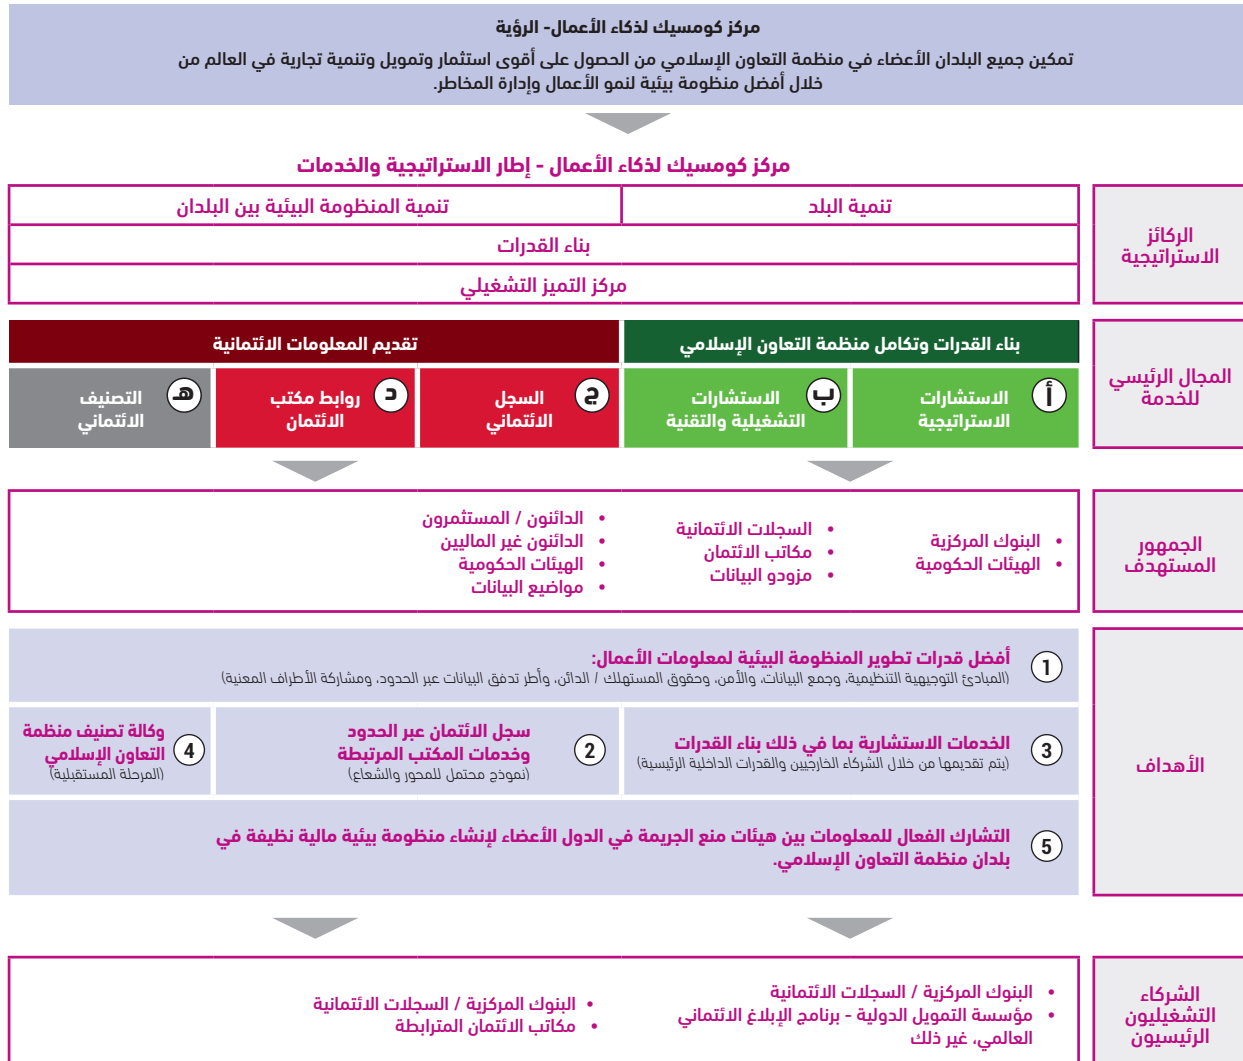 مركز كومسيك لذكاء الأعمال- الرؤية
تمكين جميع البلدان الأعضاء في منظمة التعاون الإسلامي من الحصول على أقوى استثمار وتمويل وتنمية تجارية في العالم من
خلال أفضل منظومة بيئية لنمو الأعمال وإدارة المخاطر.
مركز كومسيك لذكاء الأعمال - إطار الاستراتيجية والخدمات
الركائز
الاستراتيجية
تنمية البلد
تنمية المنظومة البيئية بين البلدان
بناء القدرات
مركز التميز التشغيلي
المجال الرئيسي
للخدمة
بناء القدرات وتكامل منظمة التعاون الإسلامي
تقديم المعلومات الائتمانية
أ
الاستشارات
الاستراتيجية
ب
الاستشارات
التشغيلية والتقنية
ج
السجل
الائتماني
د
روابط مكتب
الائتمان
هـ
التصنيف
الائتماني
الجمهور
المستهدف
• البنوك المركزية
• الهيئات الحكومية
• السجلات الائتمانية
• مكاتب الائتمان
• مزودو البيانات
• الدائنون / المستثمرون
• الدائنون غير الماليين
• الهيئات الحكومية
• مواضيع البيانات
الأهداف
1
أفضل قدرات تطوير المنظومة البيئية لمعلومات الأعمال:
(المبادئ التوجيهية التنظيمية، وجمع البيانات، والأمن، وحقوق المستهلك / الدائن، وأطر تدفق البيانات عبر الحدود، ومشاركة الأطراف المعنية)
3
الخدمات الاستشارية بما في ذلك بناء القدرات
(يتم تقديمها من خلال الشركاء الخارجيين والقدرات الداخلية الرئيسية)
2
سجل الائتمان عبر الحدود
وخدمات المكتب المرتبطة
(نموذج محتمل للمحور والشعاع)
4
وكالة تصنيف منظمة
التعاون الإسلامي
(المرحلة المستقبلية)
5
التشارك الفعال للمعلومات بين هيئات منع الجريمة في الدول الأعضاء لإنشاء منظومة بيئية مالية نظيفة في
بلدان منظمة التعاون الإسلامي.
الشركاء
التشغيليون
الرئيسيون
• البنوك المركزية / السجلات الائتمانية
• مؤسسة التمويل الدولية - برنامج الإبلاغ الائتماني
العالمي، غير ذلك
• البنوك المركزية / السجلات الائتمانية
• مكاتب الائتمان المترابطة